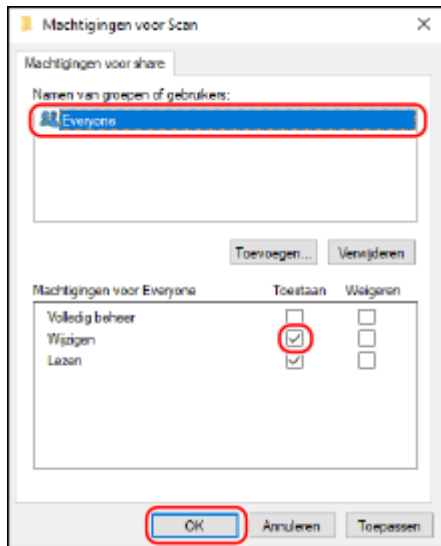 Machtigingen voor Scan
Machtigingen voor share
Namen van groepen of gebruikers:
Everyone
Toevoegen... Verwijderen
Machtigingen voor Everyone Toestaan Weigeren
Volledig beheer
Wijzigen
Lezen
OK Annuleren Toepassen